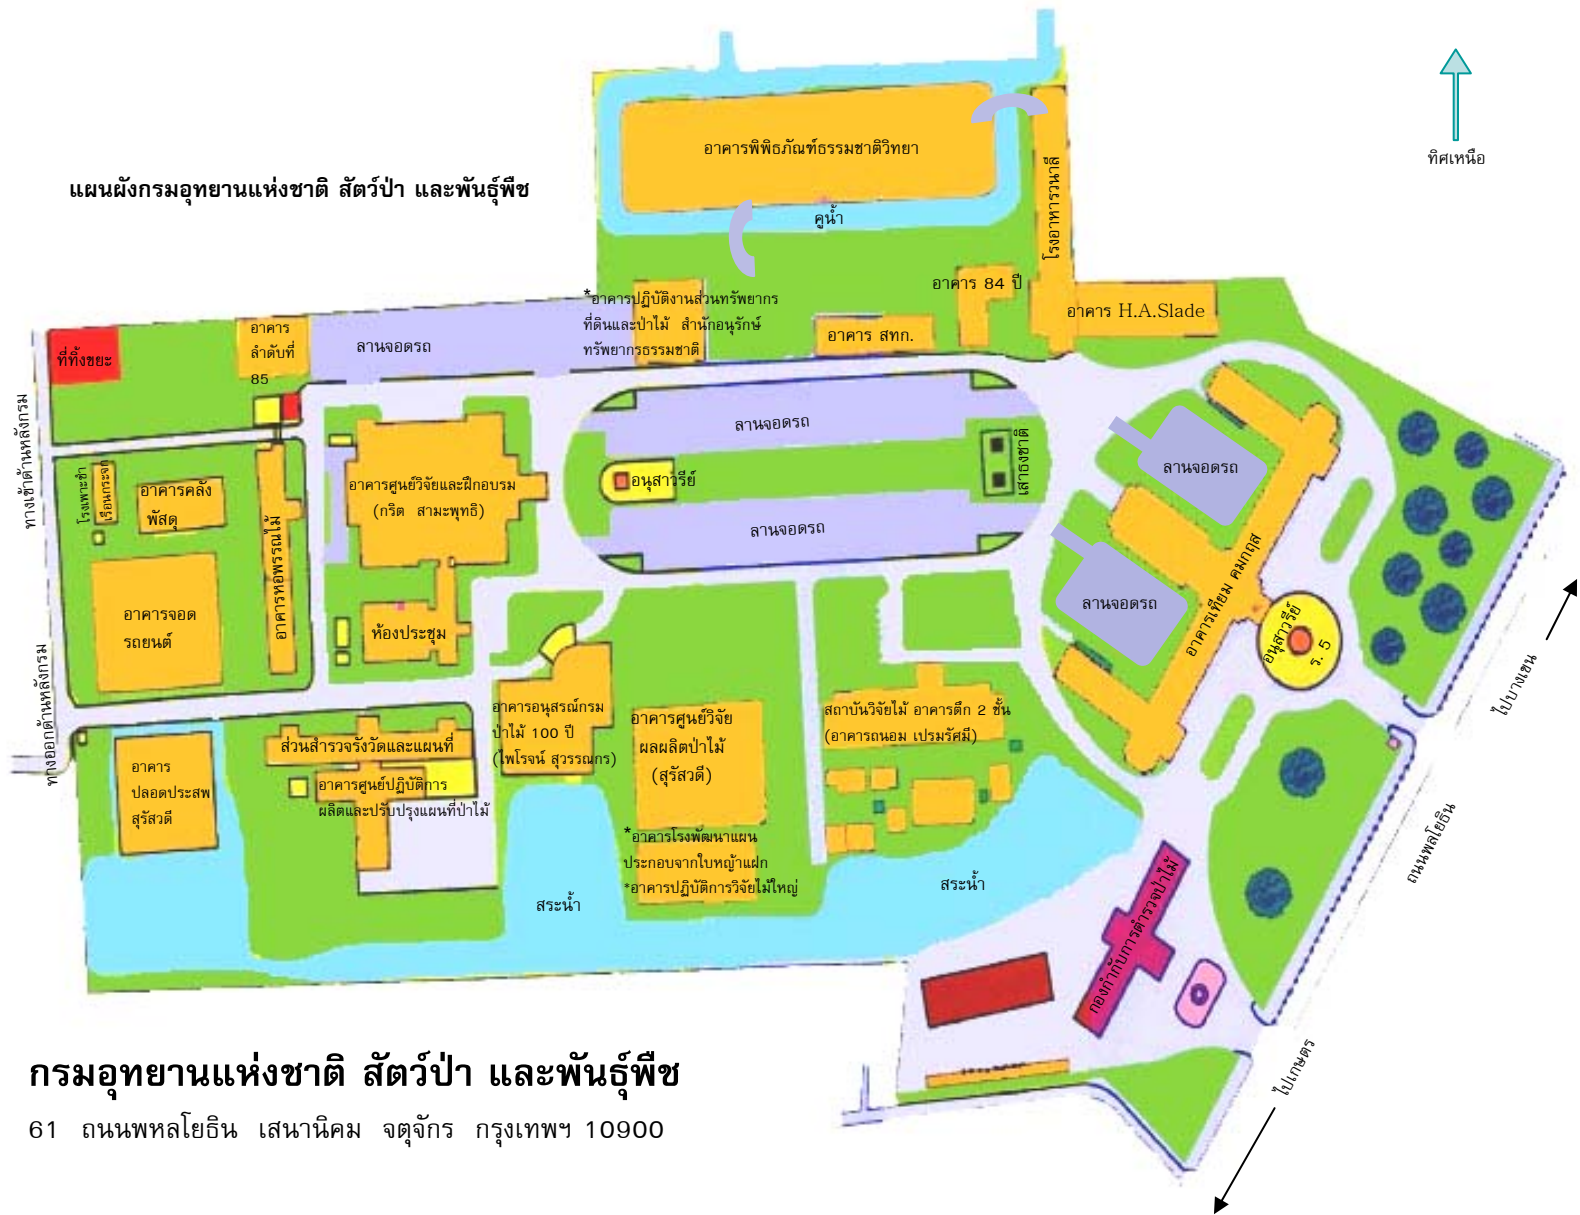 ทิศเหนือ
แผนผังกรมอุทยานแห่งชาติ สัตว์ป่า และพันธุ์พืช
อาคารพิพิธภัณฑ์ธรรมชาติวิทยา
คูน้ำ
โรงอาหารวนาลี
อาคาร 84 ปี
อาคาร H.A.Slade
*อาคารปฏิบัติงานส่วนทรัพยากร
ที่ดินและป่าไม้ สำนักอนุรักษ์
ทรัพยากรธรรมชาติ
อาคาร สทก.
อาคาร
ลำดับที่
85
ลานจอดรถ
ที่ทิ้งขยะ
ทางเข้าด้านหลังกรม
ลานจอดรถ
อนุสาวรีย์
เสาธงชาติ
ลานจอดรถ
ลานจอดรถ
ลานจอดรถ
อาคารเทียม คมกฤส
อนุสาวรีย์
ร. 5
โรงเพาะชำ
เรือนกระจก
อาคารคลัง
พัสดุ
อาคารหอพรรณไม้
อาคารศูนย์วิจัยและฝึกอบรม
(กริต สามะพุทธิ)
อาคารจอด
รถยนต์
ห้องประชุม
ทางออกด้านหลังกรม
ไปบางเขน
อาคารอนุสรณ์กรม
ป่าไม้ 100 ปี
(ไพโรจน์ สุวรรณกร)
อาคารศูนย์วิจัย
ผลผลิตป่าไม้
(สุรัสวดี)
สถาบันวิจัยไม้ อาคารตึก 2 ชั้น
(อาคารถนอม เปรมรัศมี)
ส่วนสำรวจรังวัดและแผนที่
อาคารศูนย์ปฏิบัติการ
ผลิตและปรับปรุงแผนที่ป่าไม้
อาคาร
ปลอดประสพ
สุรัสวดี
*อาคารโรงพัฒนาแผน
ประกอบจากใบหญ้าแฝก
*อาคารปฏิบัติการวิจัยไม้ใหญ่
สระน้ำ
สระน้ำ
ถนนพลโยธิน
กองกำกับการตำรวจป่าไม้
ไปเกษตร
กรมอุทยานแห่งชาติ สัตว์ป่า และพันธุ์พืช
61 ถนนพหลโยธิน เสนานิคม จตุจักร กรุงเทพฯ 10900